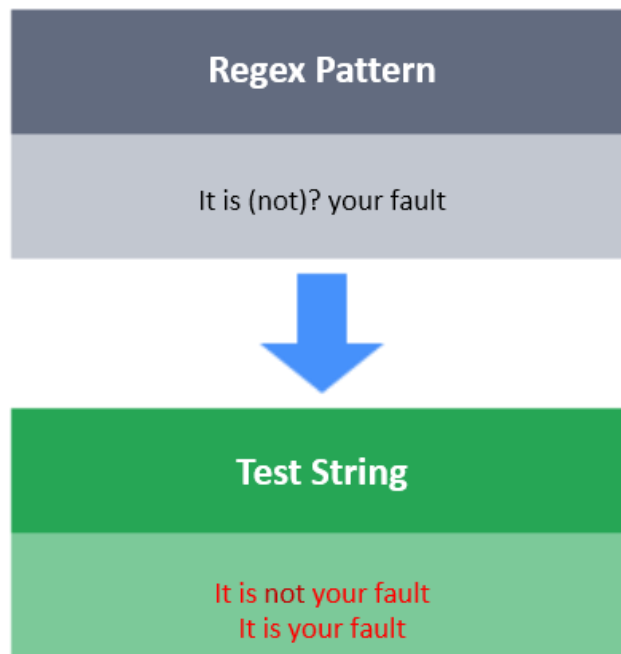 Regex Pattern
It is (not)? your fault
Test String
It is not your fault
It is your fault